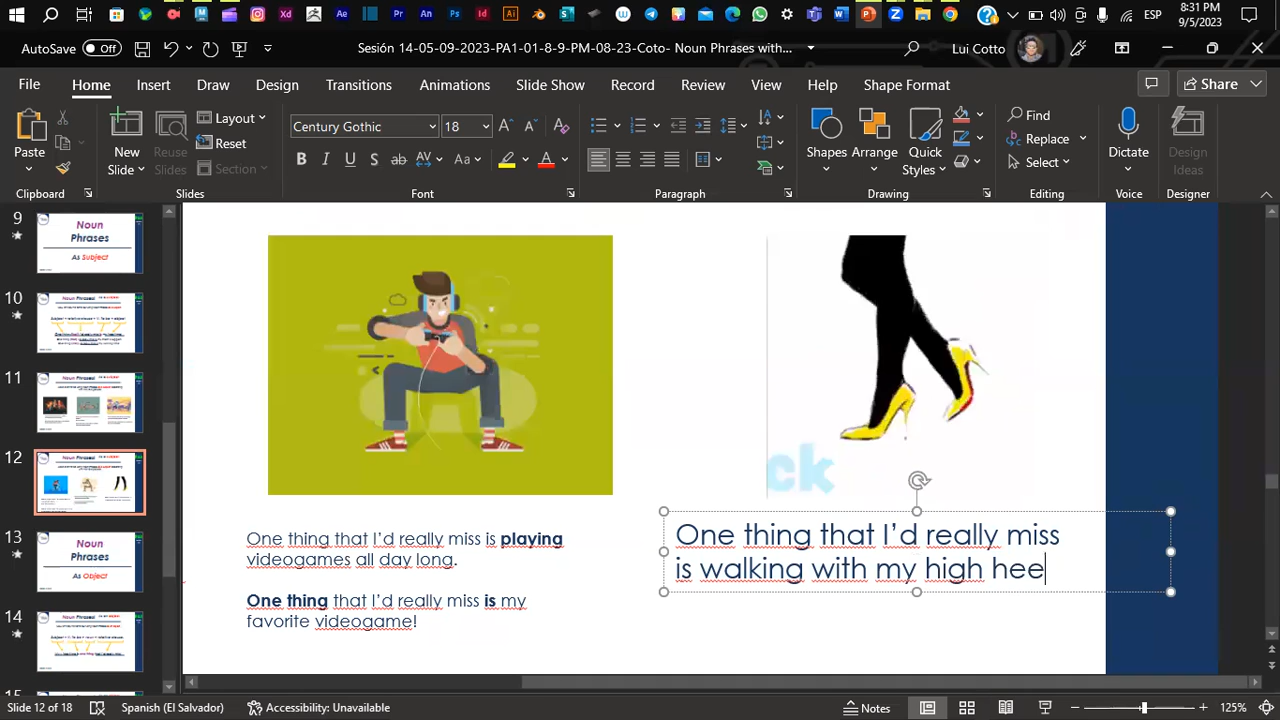 8:31 PM
ESP
9/5/2023
AutoSave
Off
Sesión 14-05-09-2023-PA1-01-8-9-PM-08-23-Coto- Noun Phrases with...
Lui Cotto
File
Home
Insert
Draw
Design
Transitions
Animations
Slide Show
Record
Review
View
Help
Shape Format
Share
Paste
Clipboard
New
Slide
Reuse
Slides
Layout
Reset
Section
Slides
Century Gothic
18
Font
Paragraph
Shapes
Arrange
Quick
Styles
Drawing
Find
Replace
Select
Editing
Dictate
Voice
Design
Ideas
Designer
9
Noun
Phrases
As Subject
10
11
12
13
Noun
Phrases
As Object
14
15
CK
One thing that I'd really miss is playing
videogames all day long.
One thing that I'd really miss is my
favorite videogame!
One thing that I'd really miss
is walking with my high hee
Slide 12 of 18
Spanish (El Salvador)
Accessibility: Unavailable
Notes
125%